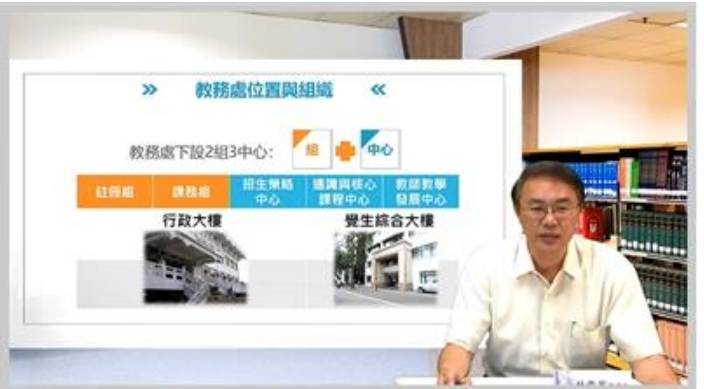 教務處位置與組織
教務處下設2組3中心:
組
中心
註冊組
課務組
招生策略
中心
通識與核心
課程中心
教師教學
發展中心
行政大樓
覺生綜合大樓